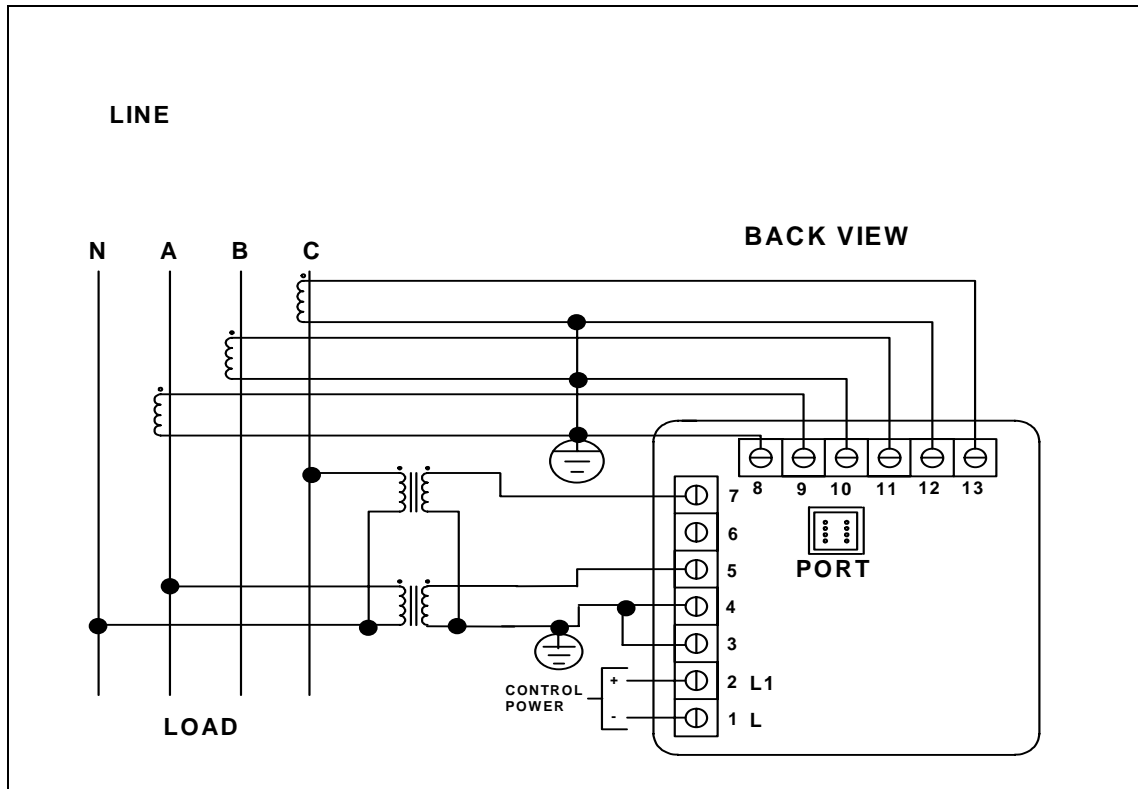 LINE
BACK VIEW
N A B C
8 9 10 11 12 13
7
6
PORT
5
4
3
CONTROL
POWER
+
2 L1
-
1 L
LOAD